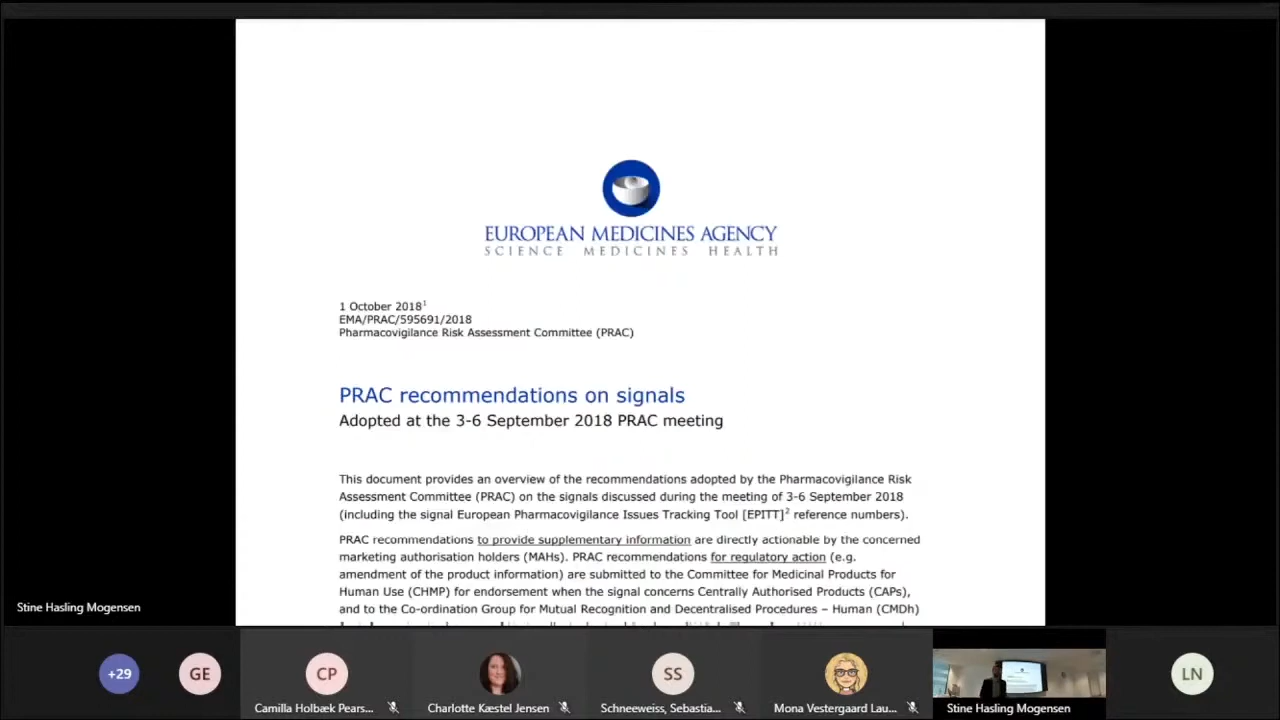 EUROPEAN MEDICINES AGENCY
SCIENCE MEDICINES HEALTH
1 October 2018¹
EMA/PRAC/595691/2018
Pharmacovigilance Risk Assessment Committee (PRAC)
PRAC recommendations on signals
Adopted at the 3-6 September 2018 PRAC meeting
This document provides an overview of the recommendations adopted by the Pharmacovigilance Risk
Assessment Committee (PRAC) on the signals discussed during the meeting of 3-6 September 2018
(including the signal European Pharmacovigilance Issues Tracking Tool [EPITT]² reference numbers).
PRAC recommendations to provide supplementary information are directly actionable by the concerned
marketing authorisation holders (MAHs). PRAC recommendations for regulatory action (e.g.
amendment of the product information) are submitted to the Committee for Medicinal Products for
Human Use (CHMP) for endorsement when the signal concerns Centrally Authorised Products (CAPs),
and to the Co-ordination Group for Mutual Recognition and Decentralised Procedures – Human (CMDh)
Stine Hasling Mogensen
+29
GE
CP
Camilla Holbæk Pears...
Charlotte Kæstel Jensen
SS
Schneeweiss, Sebastia...
Mona Vestergaard Lau...
Stine Hasling Mogensen
LN